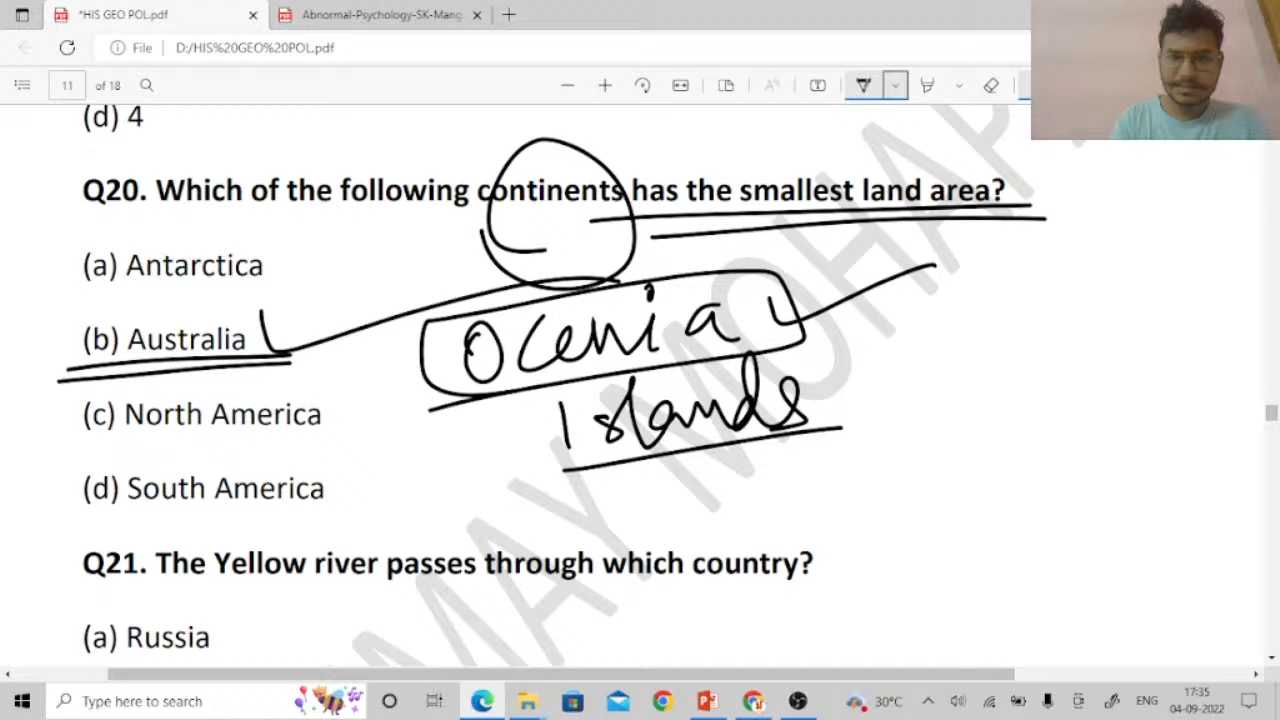 *HIS GEO POL.pdf
Abnormal-Psychology-SK-Mang
File D:/HIS%20GEO%20POL.pdf
11 of 18
(d) 4
Q20. Which of the following continents has the smallest land area?
(a) Antarctica
(b) Australia
Ocenia
Islands
(c) North America
(d) South America
Q21. The Yellow river passes through which country?
(a) Russia
MAY MOHAP
Type here to search
30°C
ENG
17:35
04-09-2022